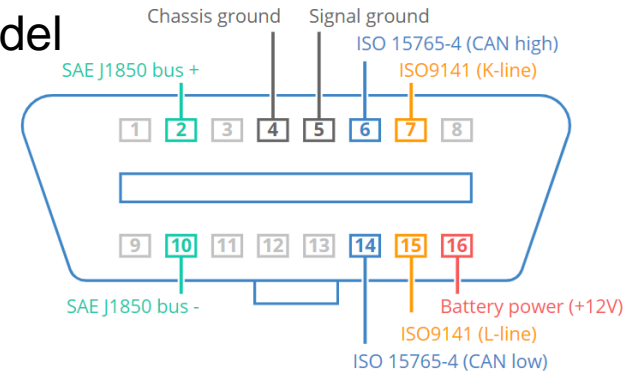 del
Chassis ground Signal ground
ISO 15765-4 (CAN high)
SAE J1850 bus + ISO9141 (K-line)
1 2 3 4 5 6 7 8
9 10 11 12 13 14 15 16
SAE J1850 bus - Battery power (+12V)
ISO9141 (L-line)
ISO 15765-4 (CAN low)